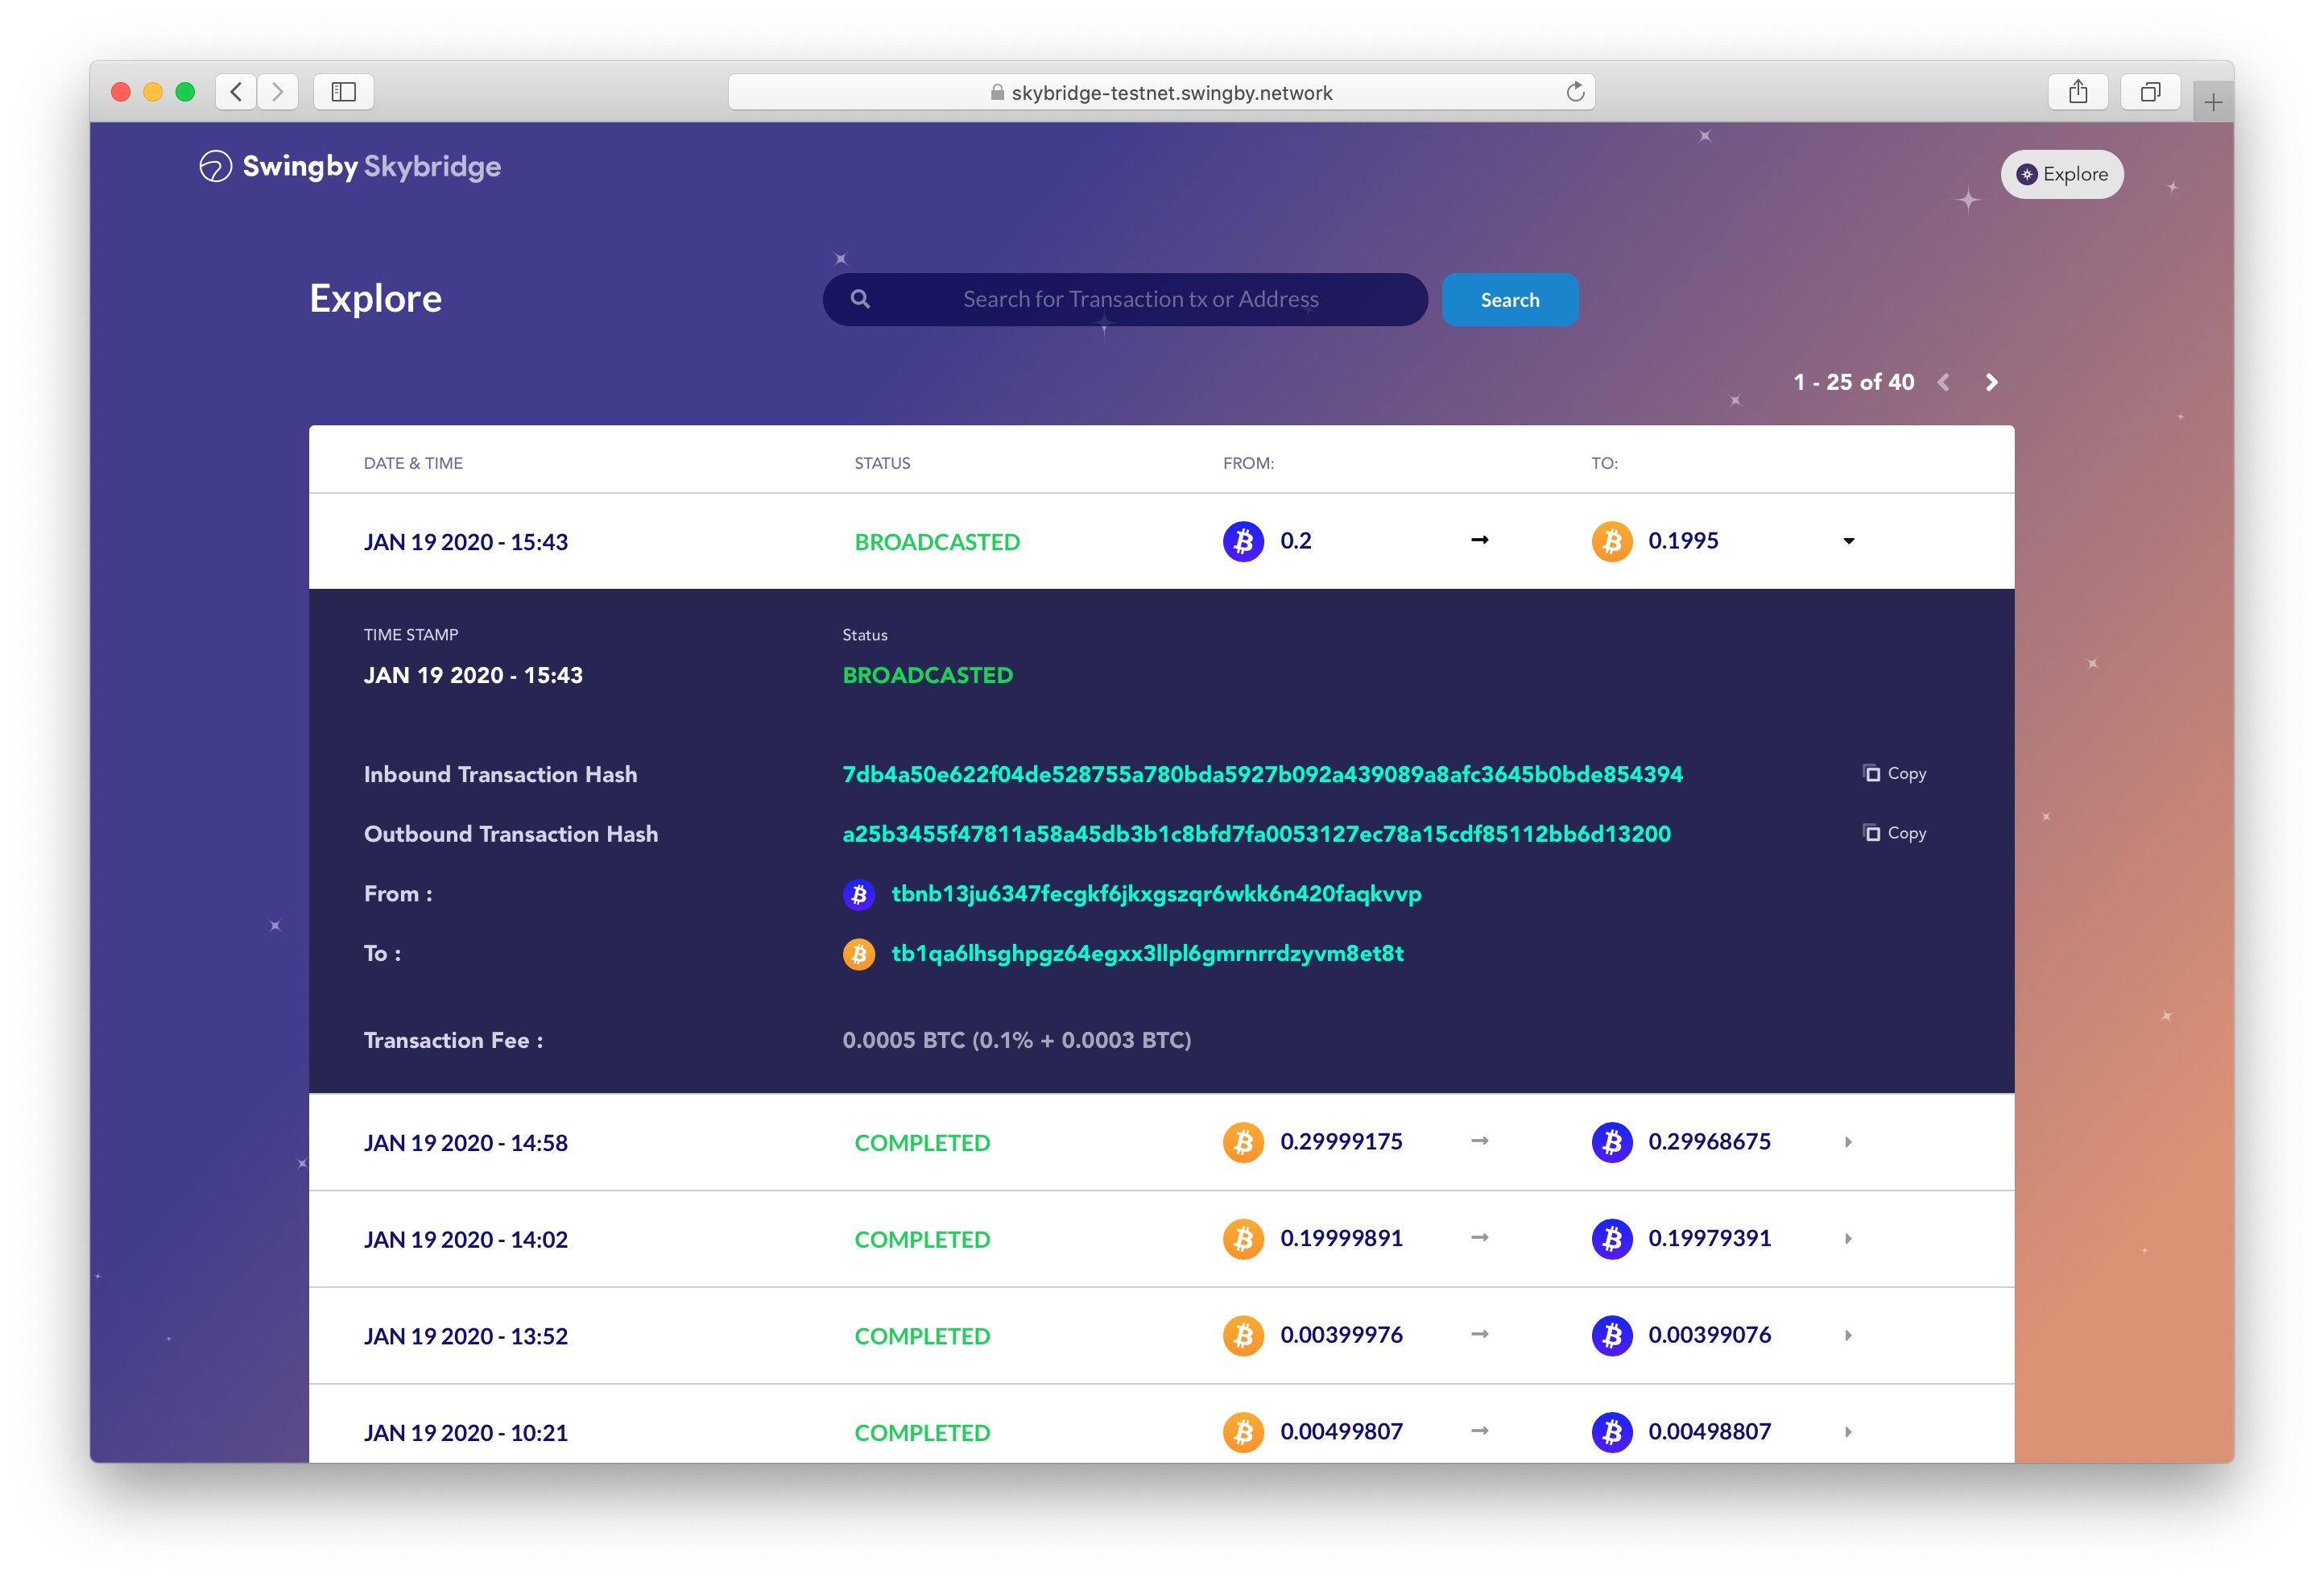 skybridge-testnet.swingby.network
Swingby Skybridge
Explore
Explore
Search for Transaction tx or Address
Search
1 - 25 of 40
DATE & TIME STATUS FROM: TO:
JAN 19 2020 - 15:43 BROADCASTED 0.2 → 0.1995
TIME STAMP Status
JAN 19 2020 - 15:43 BROADCASTED
Inbound Transaction Hash 7db4a50e622f04de528755a780bda5927b092a439089a8afc3645b0bde854394 Copy
Outbound Transaction Hash a25b3455f47811a58a45db3b1c8bfd7fa0053127ec78a15cdf85112bb6d13200 Copy
From : tbnb13ju6347fecgkf6jkxgszqr6wkk6n420faqkvvp
To : tb1qa6lhsghpgz64egxx3llpl6gmrnrrdzyvm8et8t
Transaction Fee : 0.0005 BTC (0.1% + 0.0003 BTC)
JAN 19 2020 - 14:58 COMPLETED 0.29999175 → 0.29968675
JAN 19 2020 - 14:02 COMPLETED 0.19999891 → 0.19979391
JAN 19 2020 - 13:52 COMPLETED 0.00399976 → 0.00399076
JAN 19 2020 - 10:21 COMPLETED 0.00499807 → 0.00498807